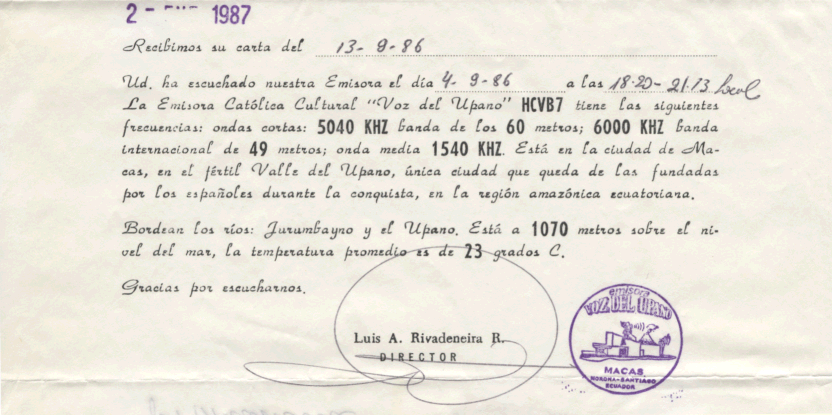 2 - ENE 1987
Recibimos su carta del 13-9-86
Ud. ha escuchado nuestra Emisora el día 4-9-86 a las 18:20-21:13 local
La Emisora Católica Cultural "Voz del Upano" HCVB7 tiene las siguientes
frecuencias: ondas cortas: 5040 KHZ banda de los 60 metros; 6000 KHZ banda
internacional de 49 metros; onda media 1540 KHZ. Está en la ciudad de Ma-
cas, en el fértil Valle del Upano, única ciudad que queda de las fundadas
por los españoles durante la conquista, en la región amazónica ecuatoriana.
Bordean los ríos: Jurumbayno y el Upano. Está a 1070 metros sobre el ni-
vel del mar, la temperatura promedio es de 23 grados C.
Gracias por escucharnos.
Luis A. Rivadeneira R.
DIRECTOR
emisora
VOZ DEL UPANO
MACAS
MORONA-SANTIAGO
ECUADOR